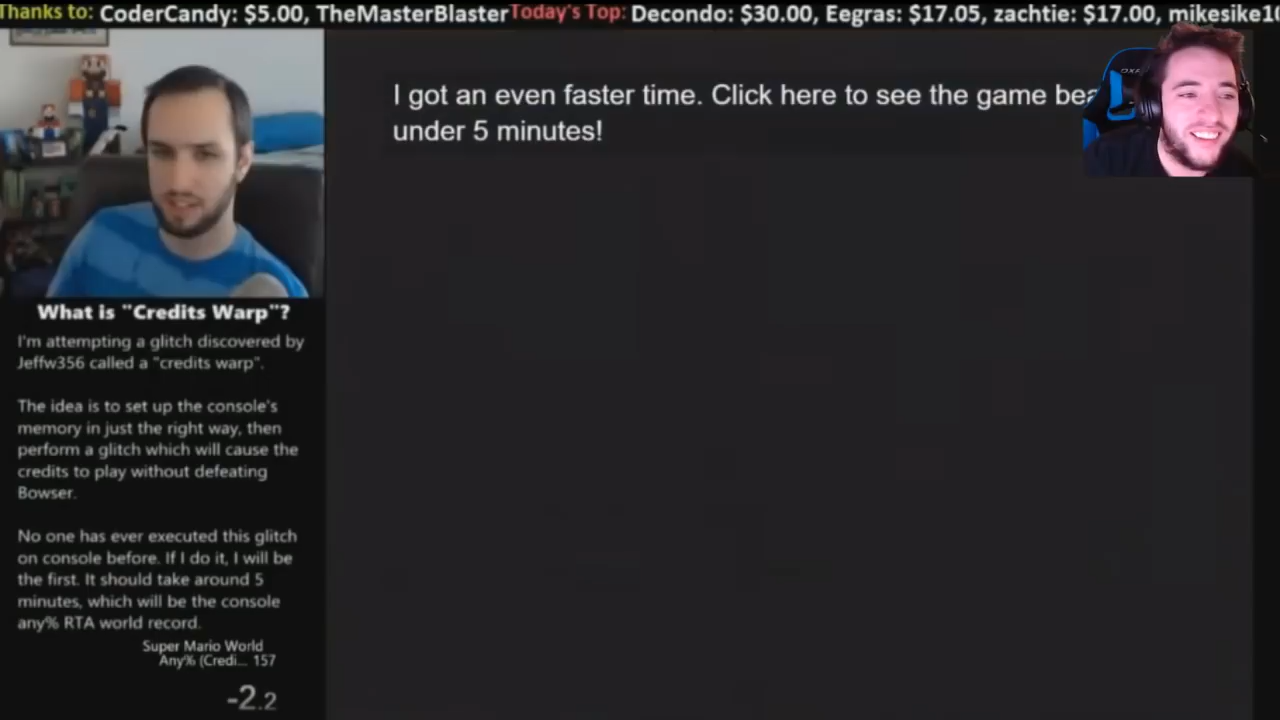 Thanks to: CoderCandy: $5.00, TheMasterBlaster Today's Top: Decondo: $30.00, Eegras: $17.05, zachtie: $17.00,
I got an even faster time. Click here to see the game
under 5 minutes!
What is "Credits Warp"?
I'm attempting a glitch discovered by
Jeffw356 called a "credits warp".
The idea is to set up the console's
memory in just the right way, then
perform a glitch which will cause the
credits to play without defeating
Bowser.
No one has ever executed this glitch
on console before. If I do it, I will be
the first. It should take around 5
minutes, which will be the console
any% RTA world record.
Super Mario World
Any% (Credi... 157
-2.2